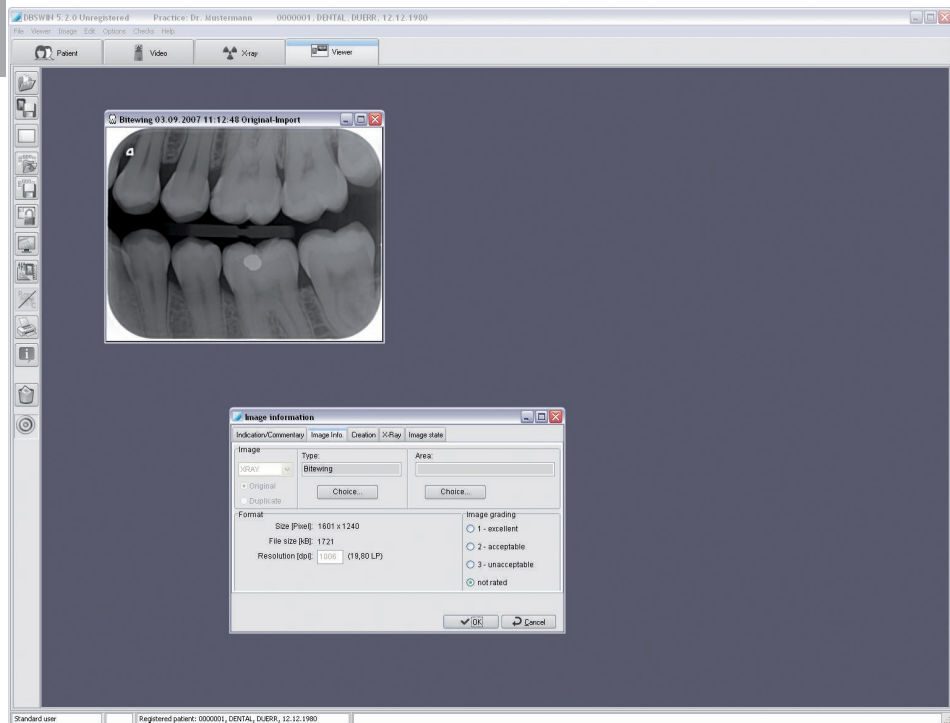 DBSWIN 5.2.0 Unregistered Practice: Dr. Mustermann 0000001, DENTAL, DUERR, 12.12.1980
File Viewer Image Edit Options Checks Help
Patient Video X-ray Viewer
Bitewing 03.09.2007 11:12:48 Original-Import
Image information
Indication/Commentary Image Info. Creation X-Ray Image state
Image
XRAY
Original
Duplicate
Type:
Bitewing
Choice...
Area:
Choice...
Format
Size [Pixel]: 1601 x 1240
File size [kB]: 1721
Resolution [dpi]: 1006 (19,80 LP)
Image grading
1 - excellent
2 - acceptable
3 - unacceptable
not rated
OK Cancel
Standard user Registered patient: 0000001, DENTAL, DUERR, 12.12.1980